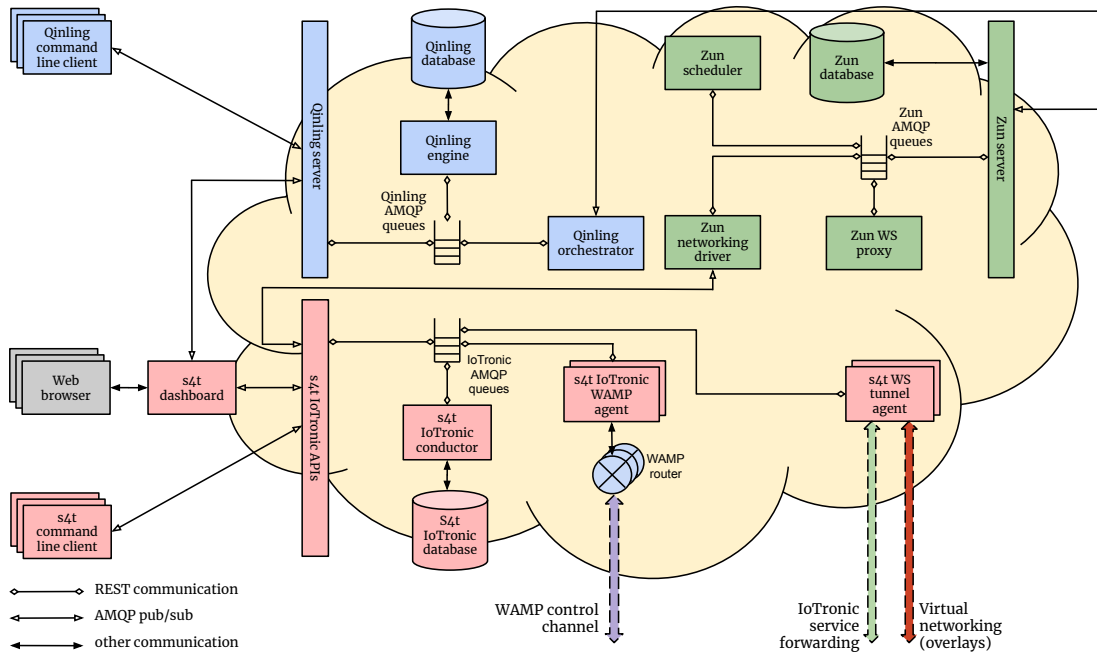 Qinling
command
line client
Qinling server
Qinling
database
Qinling
engine
Qinling
AMQP
queues
Qinling
orchestrator
Zun
scheduler
Zun
database
Zun
AMQP
queues
Zun server
Zun
networking
driver
Zun WS
proxy
Web
browser
s4t
dashboard
s4t IoTronic APIs
IoTronic
AMQP
queues
s4t IoTronic
WAMP
agent
s4t WS
tunnel
agent
s4t
IoTronic
conductor
WAMP
router
S4t
IoTronic
database
s4t
command
line client
REST communication
AMQP pub/sub
other communication
WAMP control
channel
IoTronic
service
forwarding
Virtual
networking
(overlays)